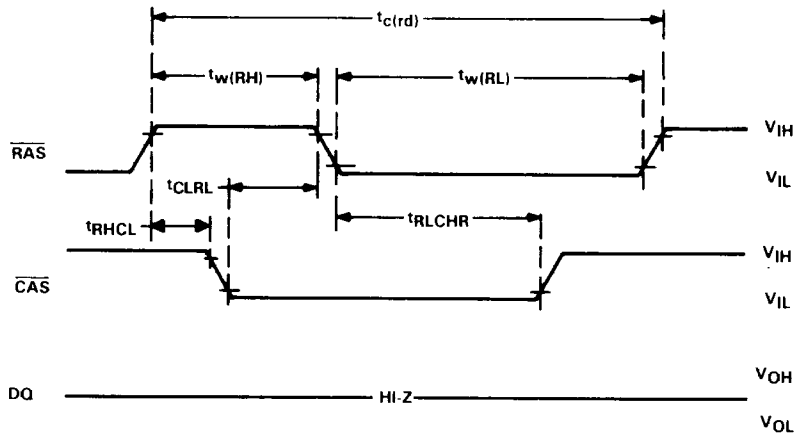 tc(rd)
tw(RH)
tw(RL)
RAS
VIH
VIL
tCLRL
tRHCL
tRLCHR
CAS
VIH
VIL
DQ
HI-Z
VOH
VOL